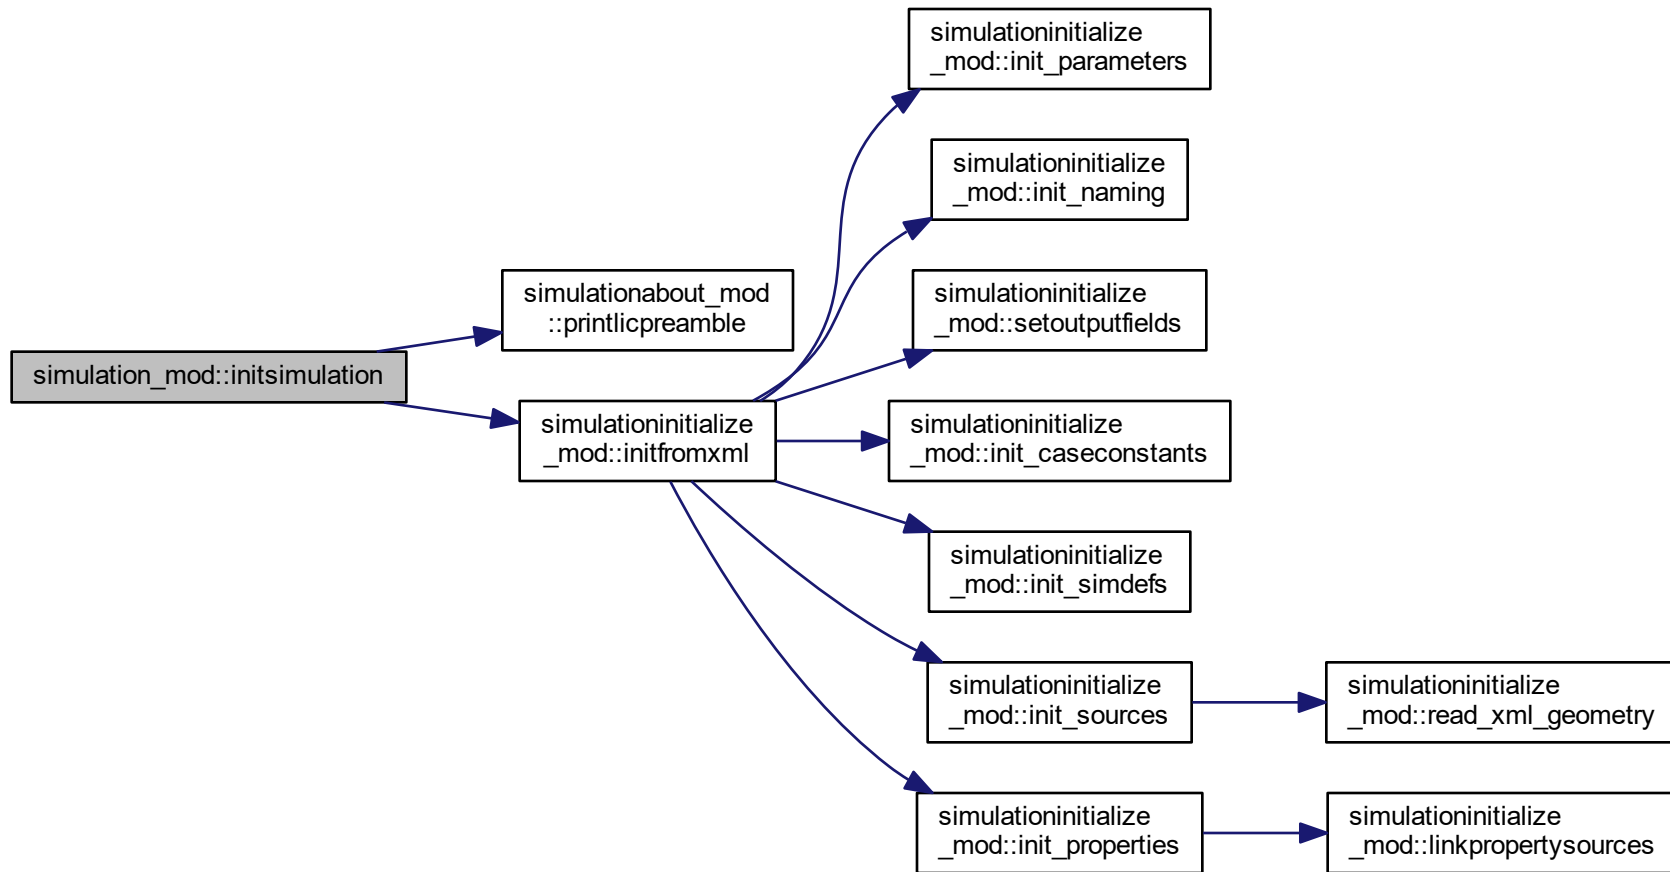 simulationinitialize
_mod::init_parameters
simulationinitialize
_mod::init_naming
simulationabout_mod
::printlicpreamble
simulationinitialize
_mod::setoutputfields
simulation_mod::initsimulation
simulationinitialize
_mod::initfromxml
simulationinitialize
_mod::init_caseconstants
simulationinitialize
_mod::init_simdefs
simulationinitialize
_mod::init_sources
simulationinitialize
_mod::read_xml_geometry
simulationinitialize
_mod::init_properties
simulationinitialize
_mod::linkpropertysources